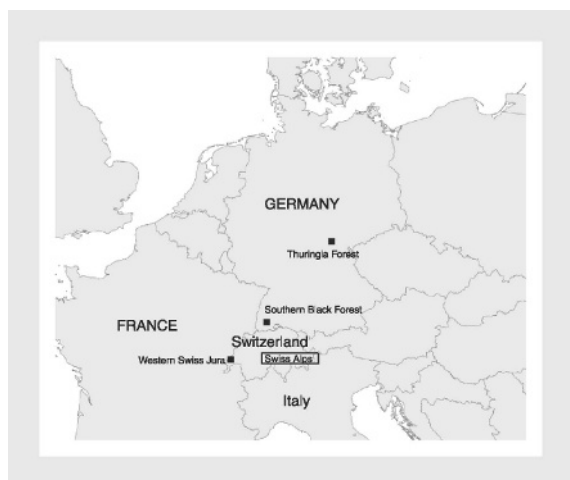 GERMANY
Thuringia Forest
Southern Black Forest
FRANCE
Switzerland
Western Swiss Jura
Swiss Alps
Italy